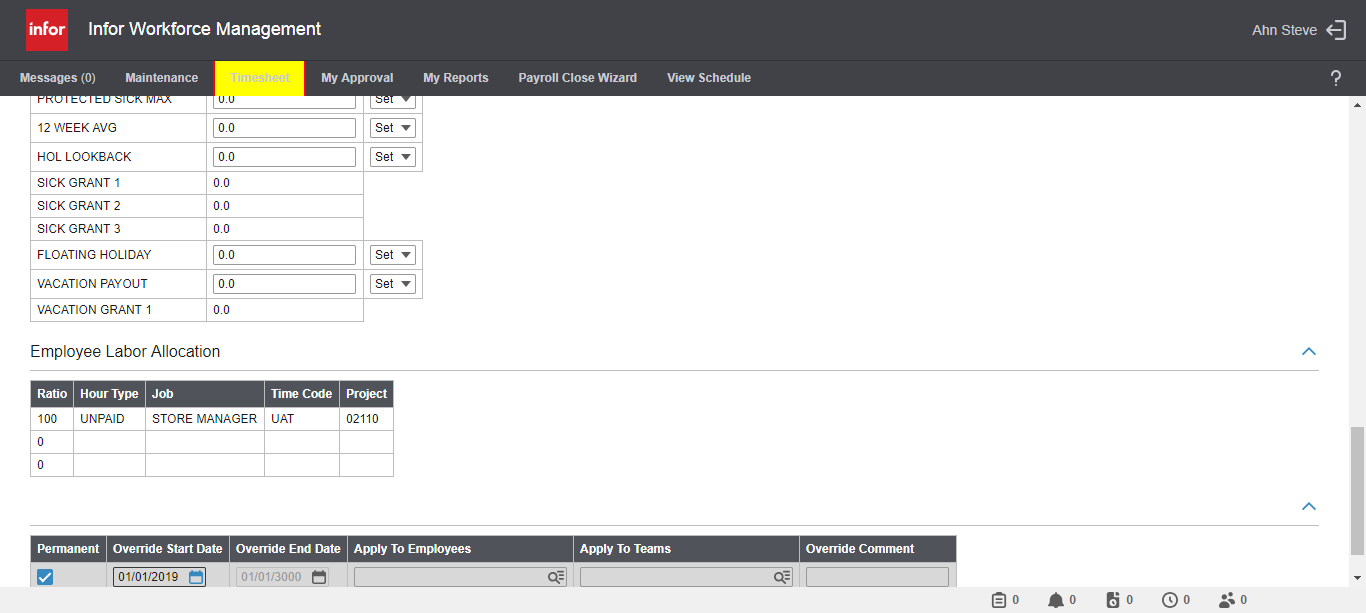 infor Infor Workforce Management Ahn Steve
Messages (0) Maintenance Timesheet My Approval My Reports Payroll Close Wizard View Schedule ?
PROTECTED SICK MAX 0.0 Set
12 WEEK AVG 0.0 Set
HOL LOOKBACK 0.0 Set
SICK GRANT 1 0.0
SICK GRANT 2 0.0
SICK GRANT 3 0.0
FLOATING HOLIDAY 0.0 Set
VACATION PAYOUT 0.0 Set
VACATION GRANT 1 0.0
Employee Labor Allocation
Ratio Hour Type Job Time Code Project
100 UNPAID STORE MANAGER UAT 02110
0
0
Permanent Override Start Date Override End Date Apply To Employees Apply To Teams Override Comment
01/01/2019 01/01/3000
0 0 0 0 0